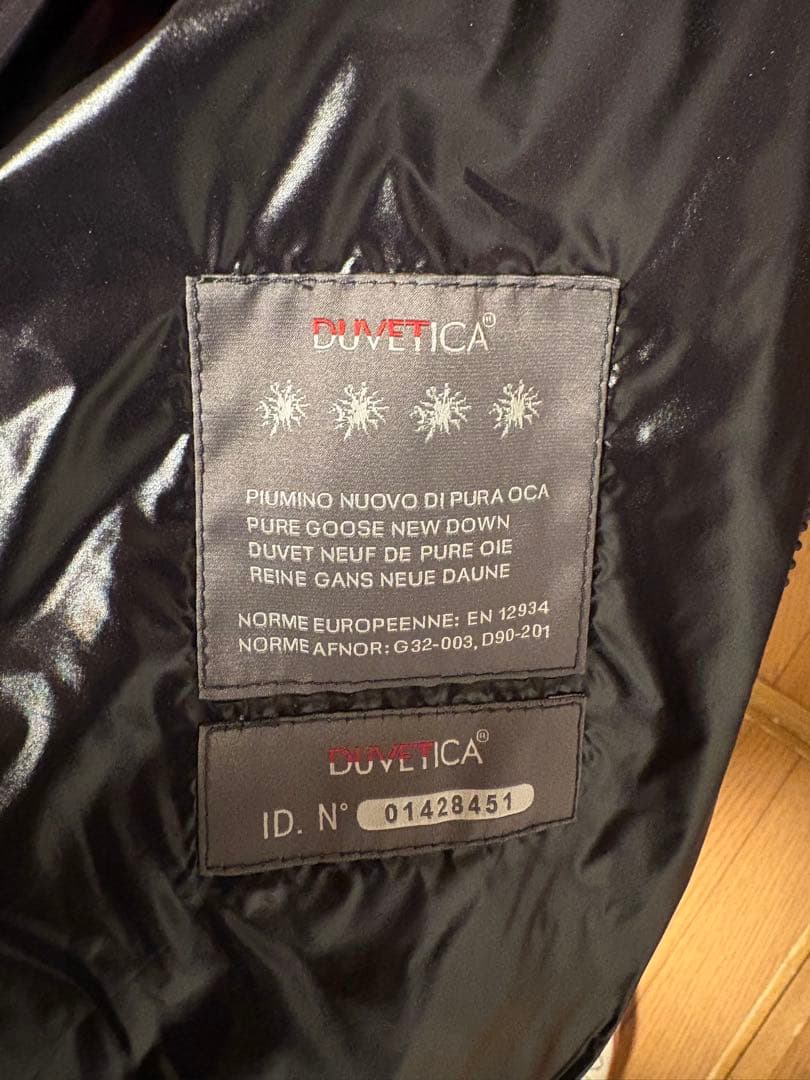 DUVETICA®
PIUMINO NUOVO DI PURA OCA
PURE GOOSE NEW DOWN
DUVET NEUF DE PURE OIE
REINE GANS NEUE DAUNE
NORME EUROPEENNE: EN 12934
NORME AFNOR: G32-003, D90-201
DUVETICA®
ID. N° 01428451